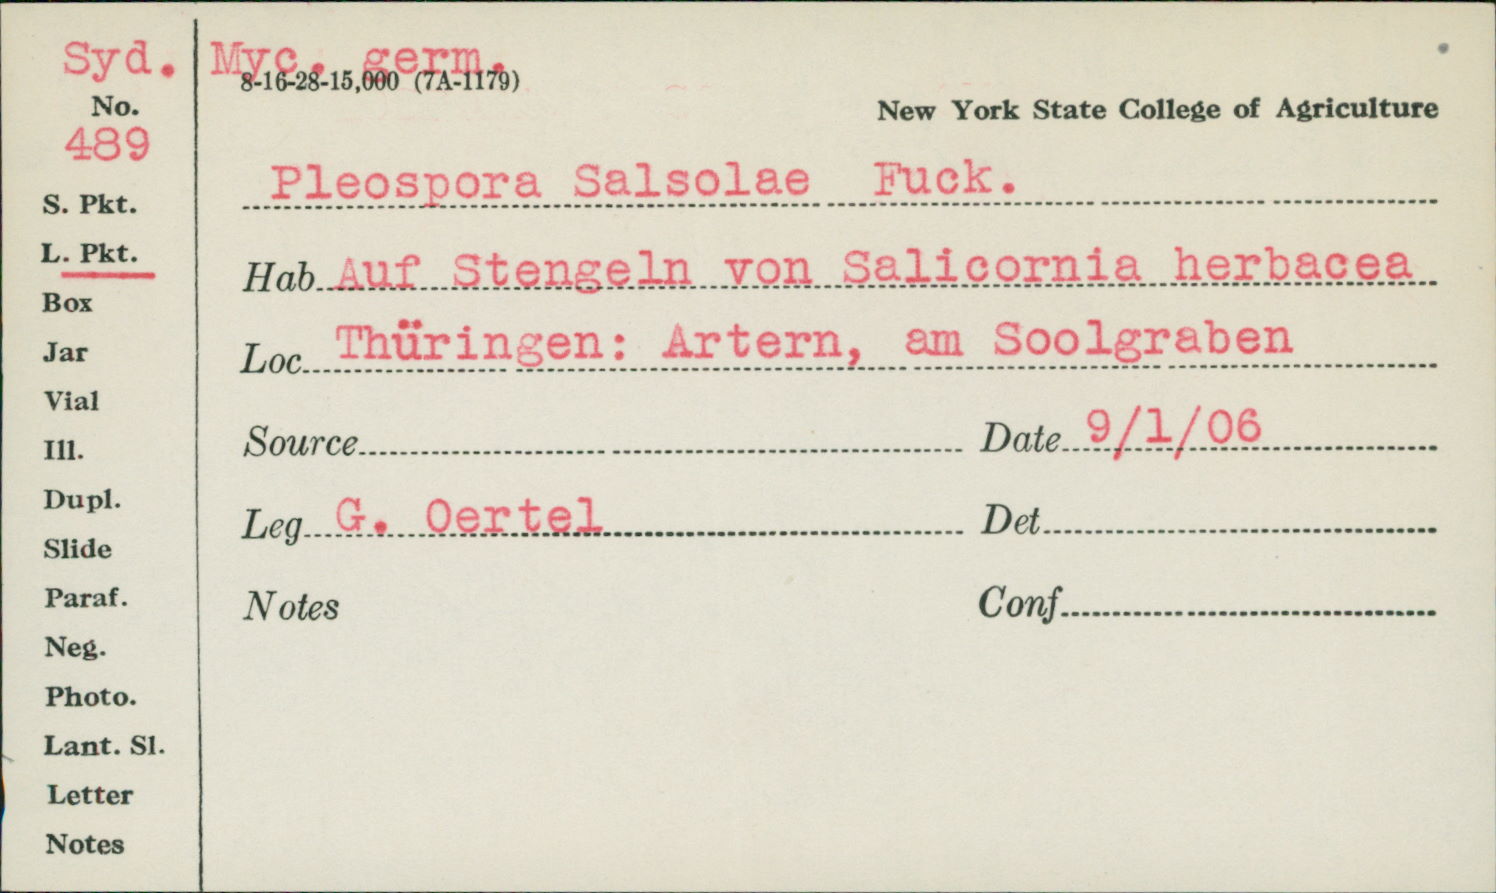 Syd. Myc. germ.
8-16-28-15,000 (7A-1179)
No.
489
New York State College of Agriculture
Pleospora Salsolae Fuck.
S. Pkt.
L. Pkt.
Hab Auf Stengeln von Salicornia herbacea
Box
Loc Thüringen: Artern, am Soolgraben
Jar
Vial
Source Date 9/1/06
Ill.
Dupl.
Leg G. Oertel Det
Slide
Paraf.
Notes Conf
Neg.
Photo.
Lant. Sl.
Letter
Notes